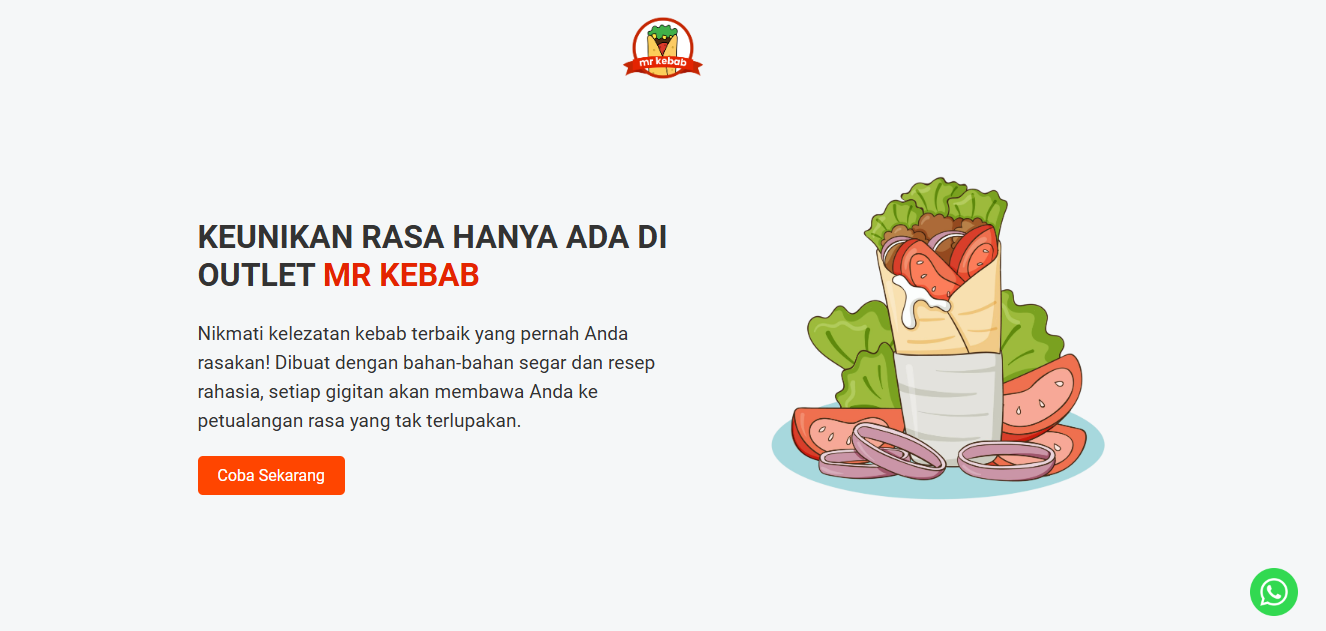 mr kebab
KEUNIKAN RASA HANYA ADA DI
OUTLET MR KEBAB
Nikmati kelezatan kebab terbaik yang pernah Anda
rasakan! Dibuat dengan bahan-bahan segar dan resep
rahasia, setiap gigitan akan membawa Anda ke
petualangan rasa yang tak terlupakan.
Coba Sekarang